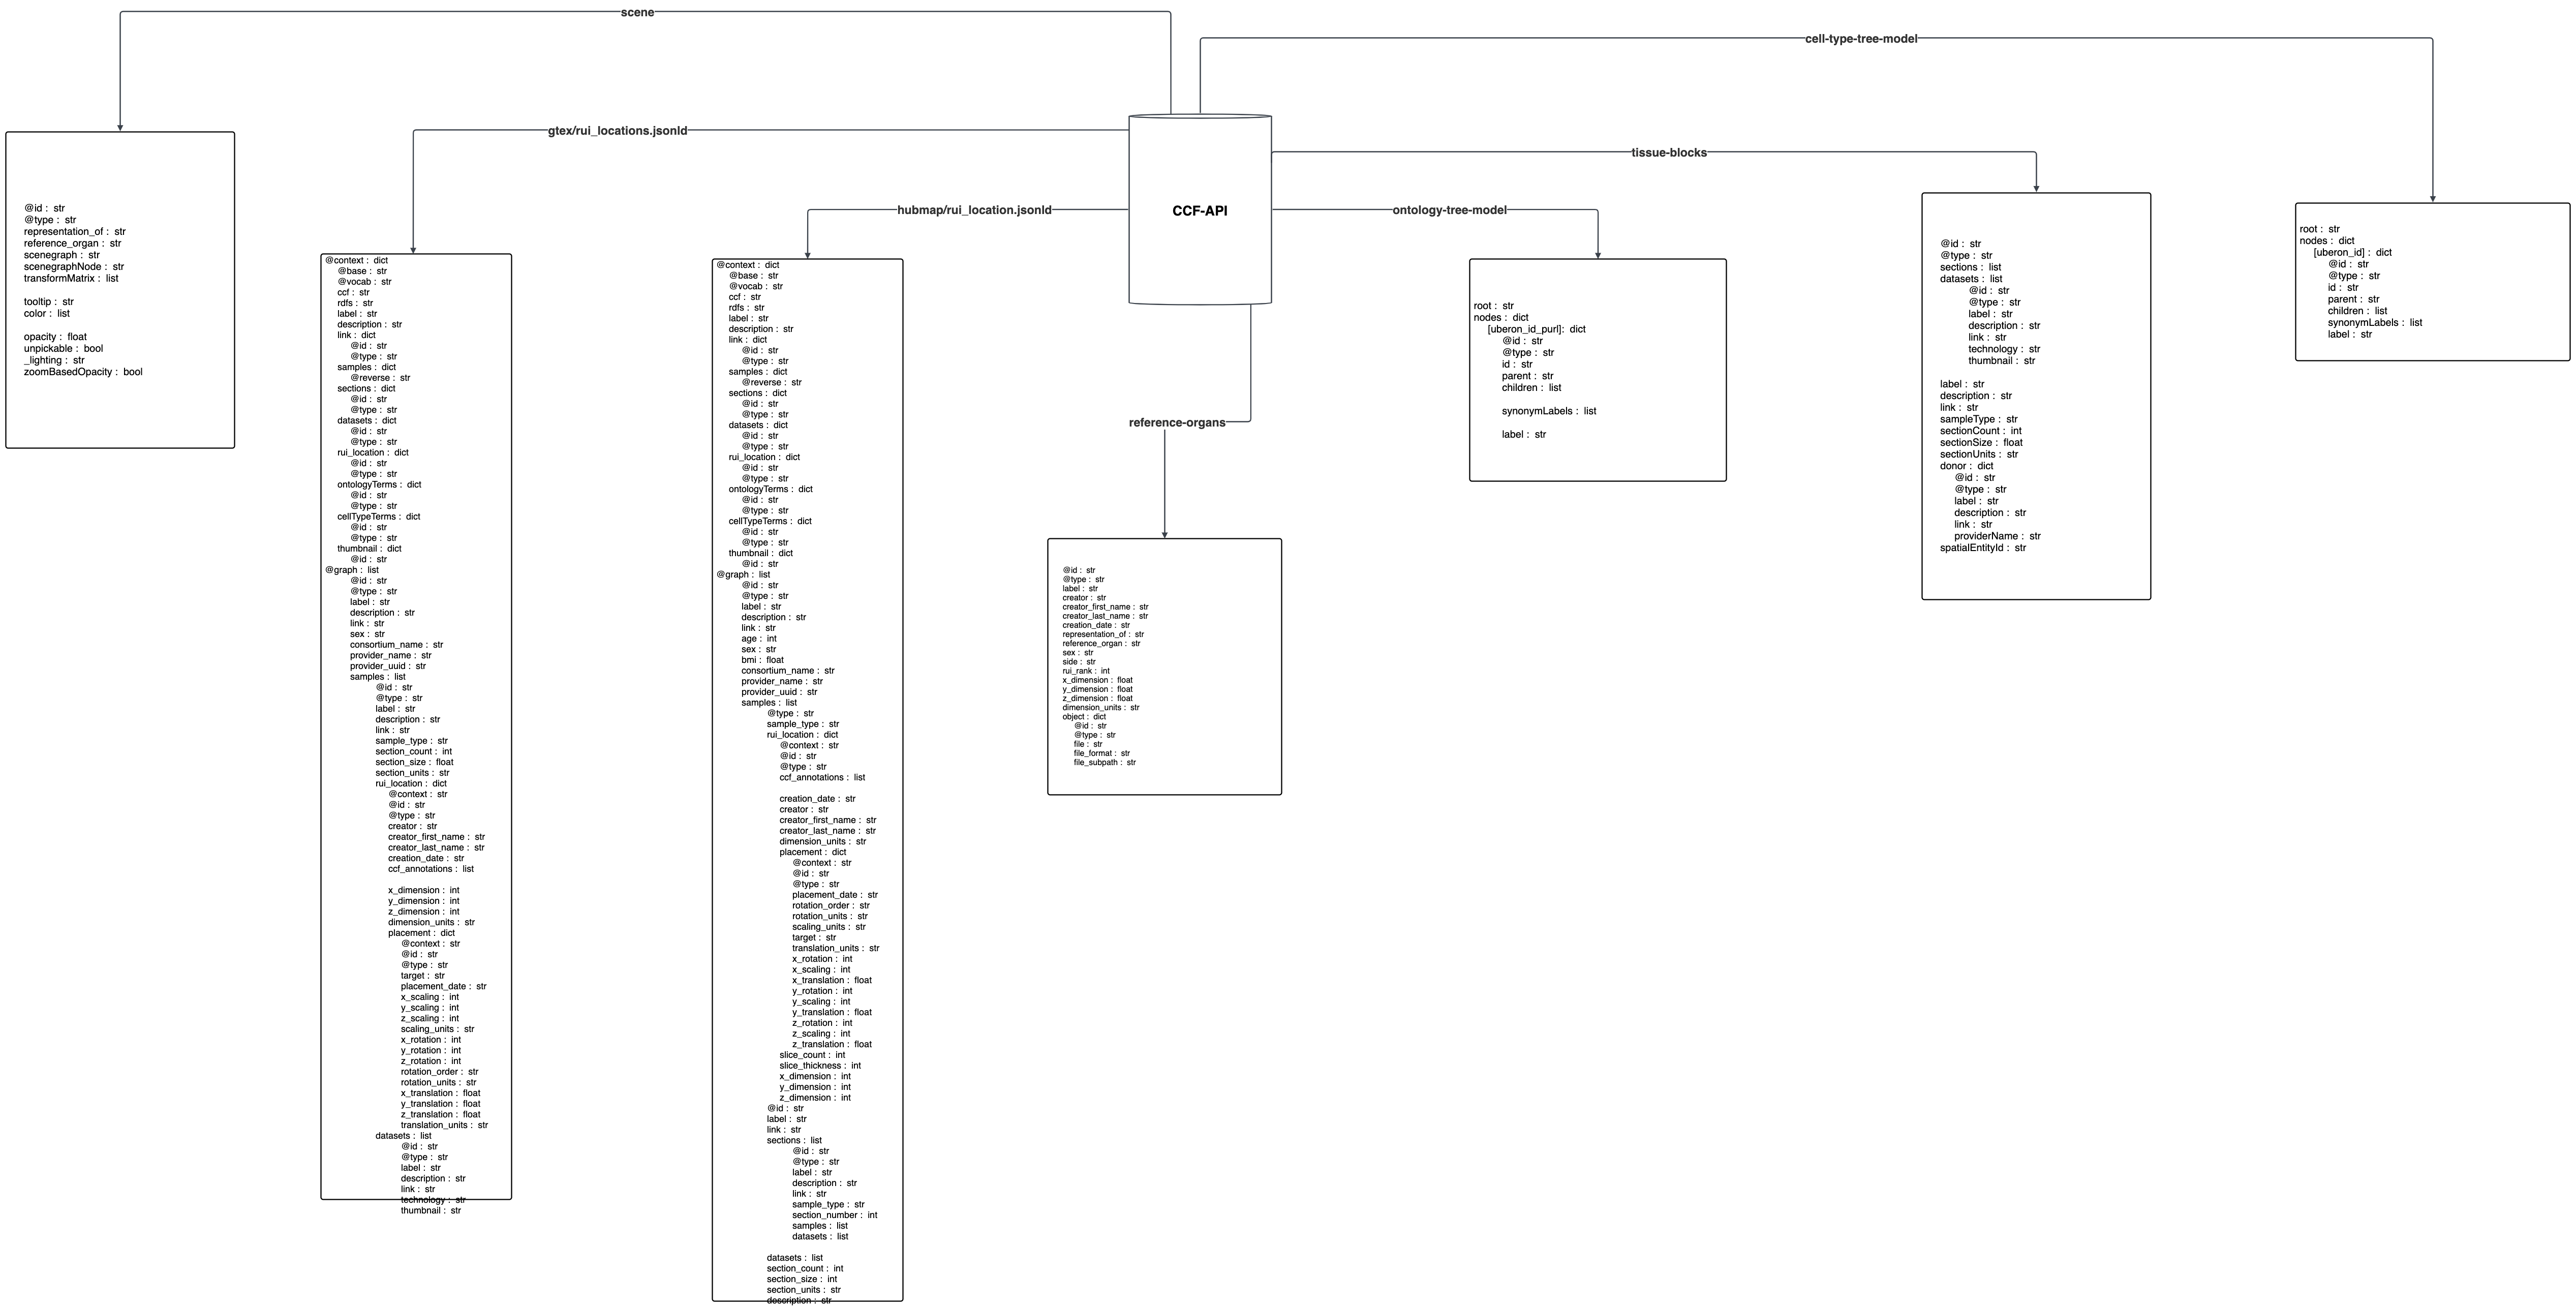 scene
cell-type-tree-model
gtex/rui_locations.jsonld
tissue-blocks
hubmap/rui_location.jsonld
CCF-API
ontology-tree-model
reference-organs
@id : str
@type : str
representation_of : str
reference_organ : str
scenegraph : str
scenegraphNode : str
transformMatrix : list
tooltip : str
color : list
opacity : float
unpickable : bool
_lighting : str
zoomBasedOpacity : bool
@context : dict
@base : str
@vocab : str
ccf : str
rdfs : str
label : str
description : str
link : dict
@id : str
@type : str
samples : dict
@reverse : str
sections : dict
@id : str
@type : str
datasets : dict
@id : str
@type : str
rui_location : dict
@id : str
@type : str
ontologyTerms : dict
@id : str
@type : str
cellTypeTerms : dict
@id : str
@type : str
thumbnail : dict
@id : str
@graph : list
@id : str
@type : str
label : str
description : str
link : str
sex : str
consortium_name : str
provider_name : str
provider_uuid : str
samples : list
@id : str
@type : str
label : str
description : str
link : str
sample_type : str
section_count : int
section_size : float
section_units : str
rui_location : dict
@context : str
@id : str
@type : str
creator : str
creator_first_name : str
creator_last_name : str
creation_date : str
ccf_annotations : list
x_dimension : int
y_dimension : int
z_dimension : int
dimension_units : str
placement : dict
@context : str
@id : str
@type : str
target : str
placement_date : str
x_scaling : int
y_scaling : int
z_scaling : int
scaling_units : str
x_rotation : int
y_rotation : int
z_rotation : int
rotation_order : str
rotation_units : str
x_translation : float
y_translation : float
z_translation : float
translation_units : str
datasets : list
@id : str
@type : str
label : str
description : str
link : str
technology : str
thumbnail : str
@context : dict
@base : str
@vocab : str
ccf : str
rdfs : str
label : str
description : str
link : dict
@id : str
@type : str
samples : dict
@reverse : str
sections : dict
@id : str
@type : str
datasets : dict
@id : str
@type : str
rui_location : dict
@id : str
@type : str
ontologyTerms : dict
@id : str
@type : str
cellTypeTerms : dict
@id : str
@type : str
thumbnail : dict
@id : str
@graph : list
@id : str
@type : str
label : str
description : str
link : str
age : int
sex : str
bmi : float
consortium_name : str
provider_name : str
provider_uuid : str
samples : list
@type : str
sample_type : str
rui_location : dict
@context : str
@id : str
@type : str
ccf_annotations : list
creation_date : str
creator : str
creator_first_name : str
creator_last_name : str
dimension_units : str
placement : dict
@context : str
@id : str
@type : str
placement_date : str
rotation_order : str
rotation_units : str
scaling_units : str
target : str
translation_units : str
x_rotation : int
x_scaling : int
x_translation : float
y_rotation : int
y_scaling : int
y_translation : float
z_rotation : int
z_scaling : int
z_translation : float
slice_count : int
slice_thickness : int
x_dimension : int
y_dimension : int
z_dimension : int
@id : str
label : str
link : str
sections : list
@id : str
@type : str
label : str
description : str
link : str
sample_type : str
section_number : int
samples : list
datasets : list
datasets : list
section_count : int
section_size : int
section_units : str
description : str
@id : str
@type : str
label : str
creator : str
creator_first_name : str
creator_last_name : str
creation_date : str
representation_of : str
reference_organ : str
sex : str
side : str
rui_rank : int
x_dimension : float
y_dimension : float
z_dimension : float
dimension_units : str
object : dict
@id : str
@type : str
file : str
file_format : str
file_subpath : str
root : str
nodes : dict
[uberon_id_purl]: dict
@id : str
@type : str
id : str
parent : str
children : list
synonymLabels : list
label : str
@id : str
@type : str
sections : list
datasets : list
@id : str
@type : str
label : str
description : str
link : str
technology : str
thumbnail : str
label : str
description : str
link : str
sampleType : str
sectionCount : int
sectionSize : float
sectionUnits : str
donor : dict
@id : str
@type : str
label : str
description : str
link : str
providerName : str
spatialEntityId : str
root : str
nodes : dict
[uberon_id] : dict
@id : str
@type : str
id : str
parent : str
children : list
synonymLabels : list
label : str